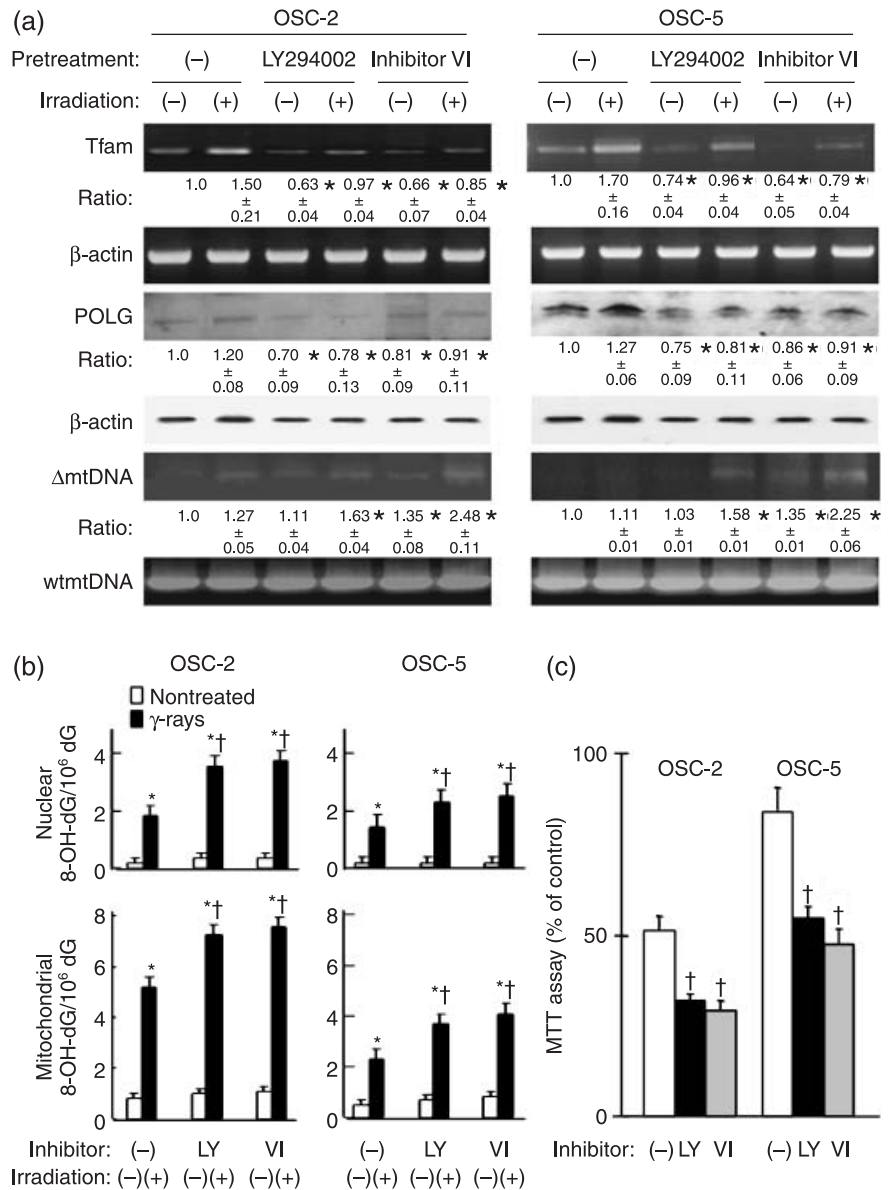 (a)
OSC-2 OSC-5
Pretreatment: (–) LY294002 Inhibitor VI (–) LY294002 Inhibitor VI
Irradiation: (–) (+) (–) (+) (–) (+) (–) (+) (–) (+) (–) (+)
Tfam
1.0 1.50 0.63 * 0.97 * 0.66 * 0.85 * 1.0 1.70 0.74 * 0.96 * 0.64 * 0.79 *
Ratio: ± ± ± ± ± ± ± ± ± ±
0.21 0.04 0.04 0.07 0.04 0.16 0.04 0.04 0.05 0.04
β-actin
POLG
Ratio: 1.0 1.20 0.70 * 0.78 * 0.81 * 0.91 * 1.0 1.27 0.75 * 0.81 * 0.86 * 0.91 *
± ± ± ± ± ± ± ± ± ±
0.08 0.09 0.13 0.09 0.11 0.06 0.09 0.11 0.06 0.09
β-actin
ΔmtDNA
Ratio: 1.0 1.27 1.11 1.63 * 1.35 * 2.48 * 1.0 1.11 1.03 1.58 * 1.35 * 2.25 *
± ± ± ± ± ± ± ± ± ±
0.05 0.04 0.04 0.08 0.11 0.01 0.01 0.01 0.01 0.06
wtmtDNA
(b)
OSC-2 OSC-5
Nontreated
γ-rays
Nuclear
8-OH-dG/10⁶ dG
4
2
0
* *† *†
* *† *†
Mitochondrial
8-OH-dG/10⁶ dG
8
6
4
2
0
* *† *†
8
6
4
2
0
* *† *†
Inhibitor: (–) LY VI (–) LY VI
Irradiation: (–)(+) (–)(+) (–)(+) (–)(+) (–)(+) (–)(+)
(c)
MTT assay (% of control)
100
50
0
OSC-2 OSC-5
† † † †
Inhibitor: (–) LY VI (–) LY VI